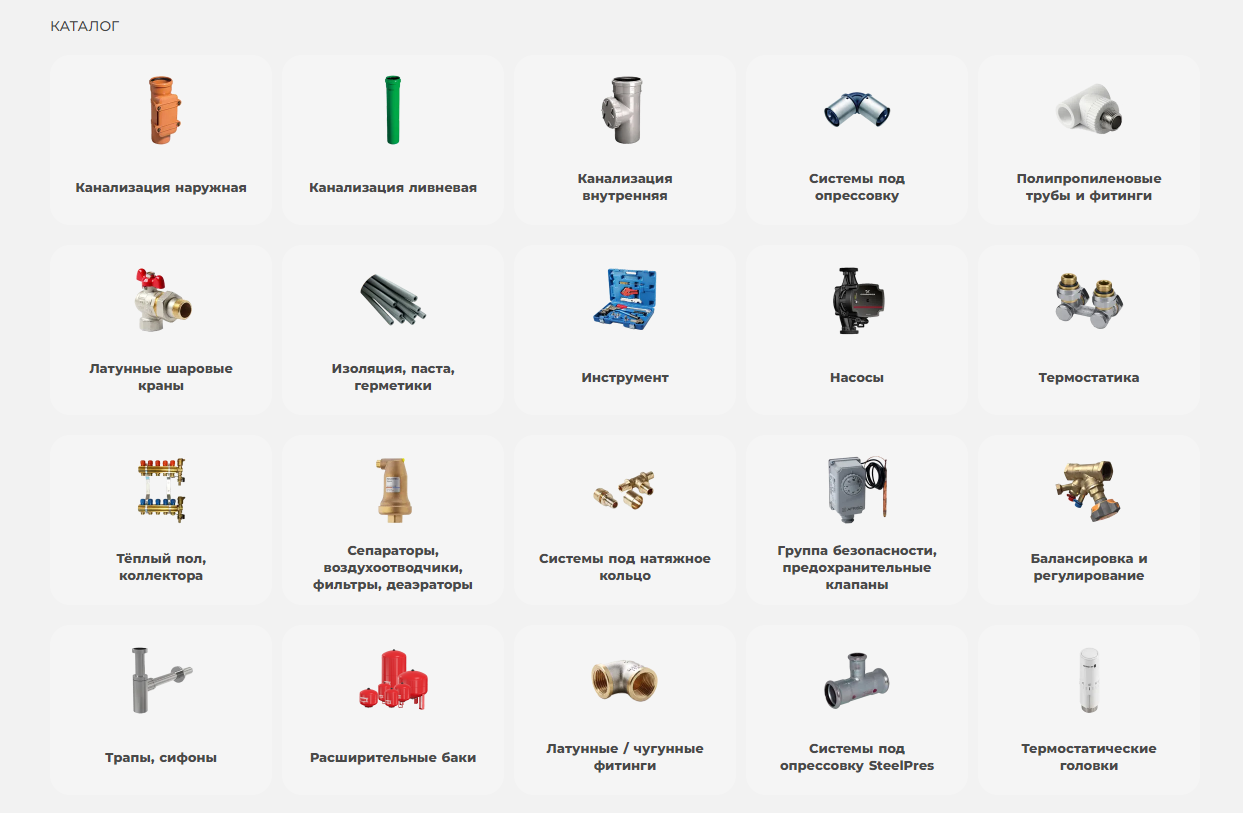 КАТАЛОГ
Канализация наружная
Канализация ливневая
Канализация
внутренняя
Системы под
опрессовку
Полипропиленовые
трубы и фитинги
Латунные шаровые
краны
Изоляция, паста,
герметики
Инструмент
Насосы
Термостатика
Тёплый пол,
коллектора
Сепараторы,
воздухоотводчики,
фильтры, деаэраторы
Системы под натяжное
кольцо
Группа безопасности,
предохранительные
клапаны
Балансировка и
регулирование
Трапы, сифоны
Расширительные баки
Латунные / чугунные
фитинги
Системы под
опрессовку SteelPres
Термостатические
головки